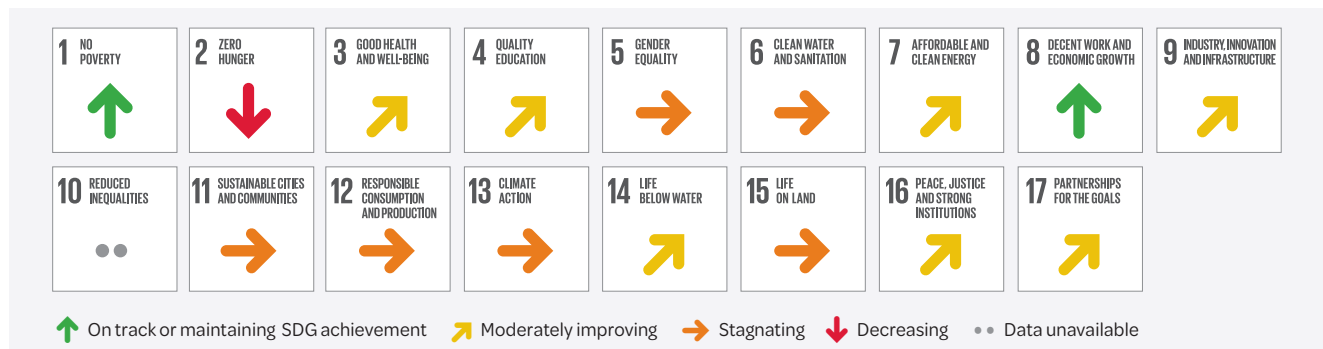 1 NO
POVERTY
2 ZERO
HUNGER
3 GOOD HEALTH
AND WELL-BEING
4 QUALITY
EDUCATION
5 GENDER
EQUALITY
6 CLEAN WATER
AND SANITATION
7 AFFORDABLE AND
CLEAN ENERGY
8 DECENT WORK AND
ECONOMIC GROWTH
9 INDUSTRY, INNOVATION
AND INFRASTRUCTURE
10 REDUCED
INEQUALITIES
11 SUSTAINABLE CITIES
AND COMMUNITIES
12 RESPONSIBLE
CONSUMPTION
AND PRODUCTION
13 CLIMATE
ACTION
14 LIFE
BELOW WATER
15 LIFE
ON LAND
16 PEACE, JUSTICE
AND STRONG
INSTITUTIONS
17 PARTNERSHIPS
FOR THE GOALS
On track or maintaining SDG achievement Moderately improving Stagnating Decreasing Data unavailable